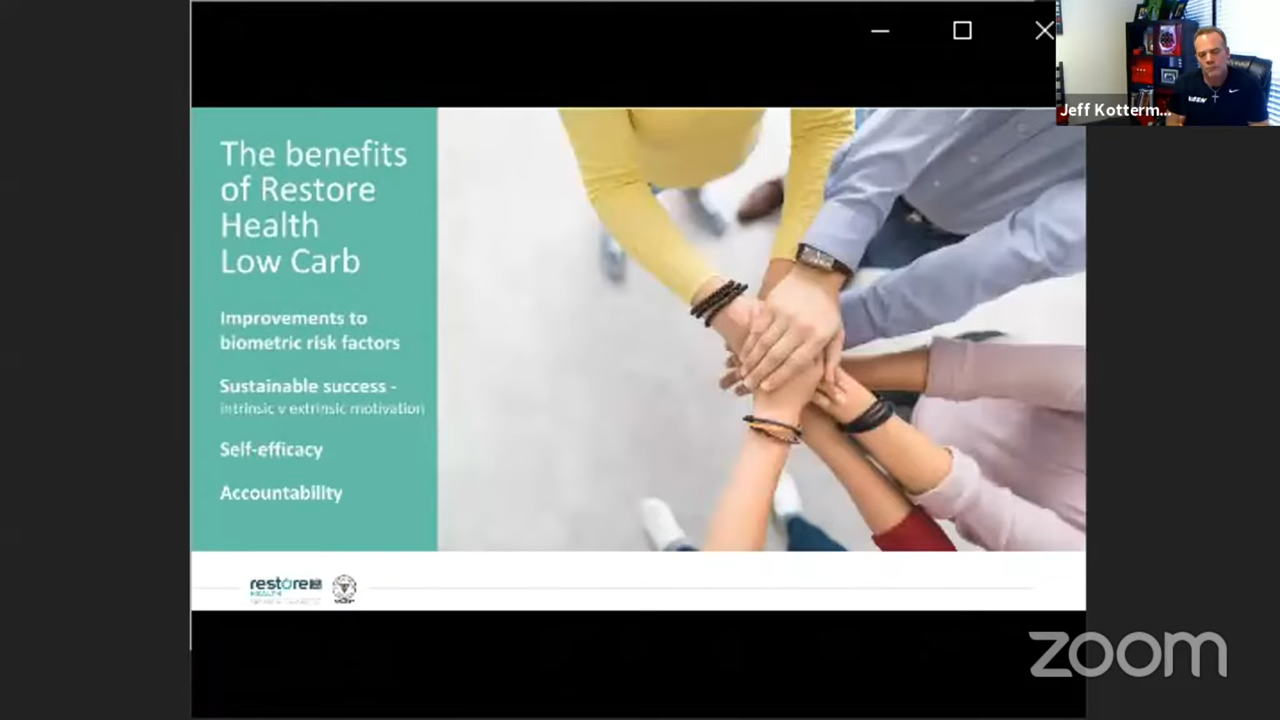 The benefits
of Restore
Health
Low Carb
Improvements to
biometric risk factors
Sustainable success -
intrinsic v extrinsic motivation
Self-efficacy
Accountability
restore
HEALTH
Jeff Kotterm...
zoom